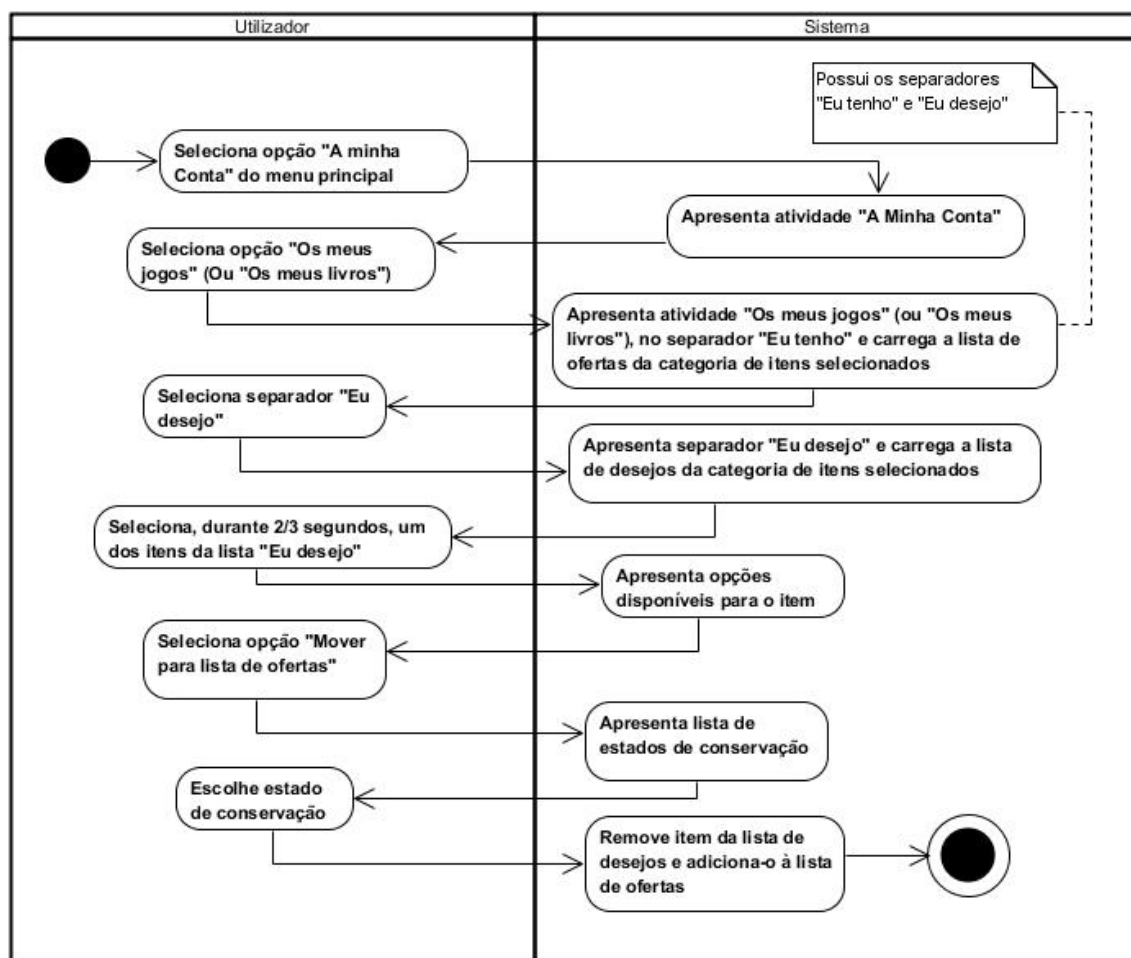 Utilizador
Sistema
Possui os separadores
"Eu tenho" e "Eu desejo"
Seleciona opção "A minha
Conta" do menu principal
Apresenta atividade "A Minha Conta"
Seleciona opção "Os meus
jogos" (Ou "Os meus livros")
Apresenta atividade "Os meus jogos" (ou "Os meus
livros"), no separador "Eu tenho" e carrega a lista de
ofertas da categoria de itens selecionados
Seleciona separador "Eu
desejo"
Apresenta separador "Eu desejo" e carrega a lista
de desejos da categoria de itens selecionados
Seleciona, durante 2/3 segundos, um
dos itens da lista "Eu desejo"
Apresenta opções
disponíveis para o item
Seleciona opção "Mover
para lista de ofertas"
Apresenta lista de
estados de conservação
Escolhe estado
de conservação
Remove item da lista de
desejos e adiciona-o à lista
de ofertas